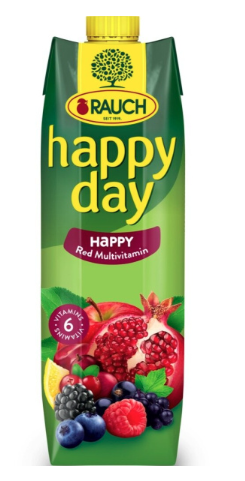 RAUCH
SEIT 1919.
happy
day
HAPPY
Red Multivitamin
VITAMINE
6
VITAMINS